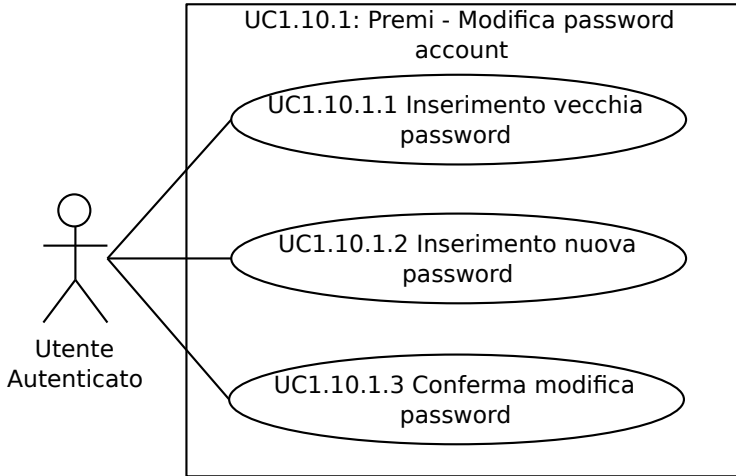 UC1.10.1: Premi - Modifica password
account
UC1.10.1.1 Inserimento vecchia
password
UC1.10.1.2 Inserimento nuova
password
Utente
Autenticato
UC1.10.1.3 Conferma modifica
password